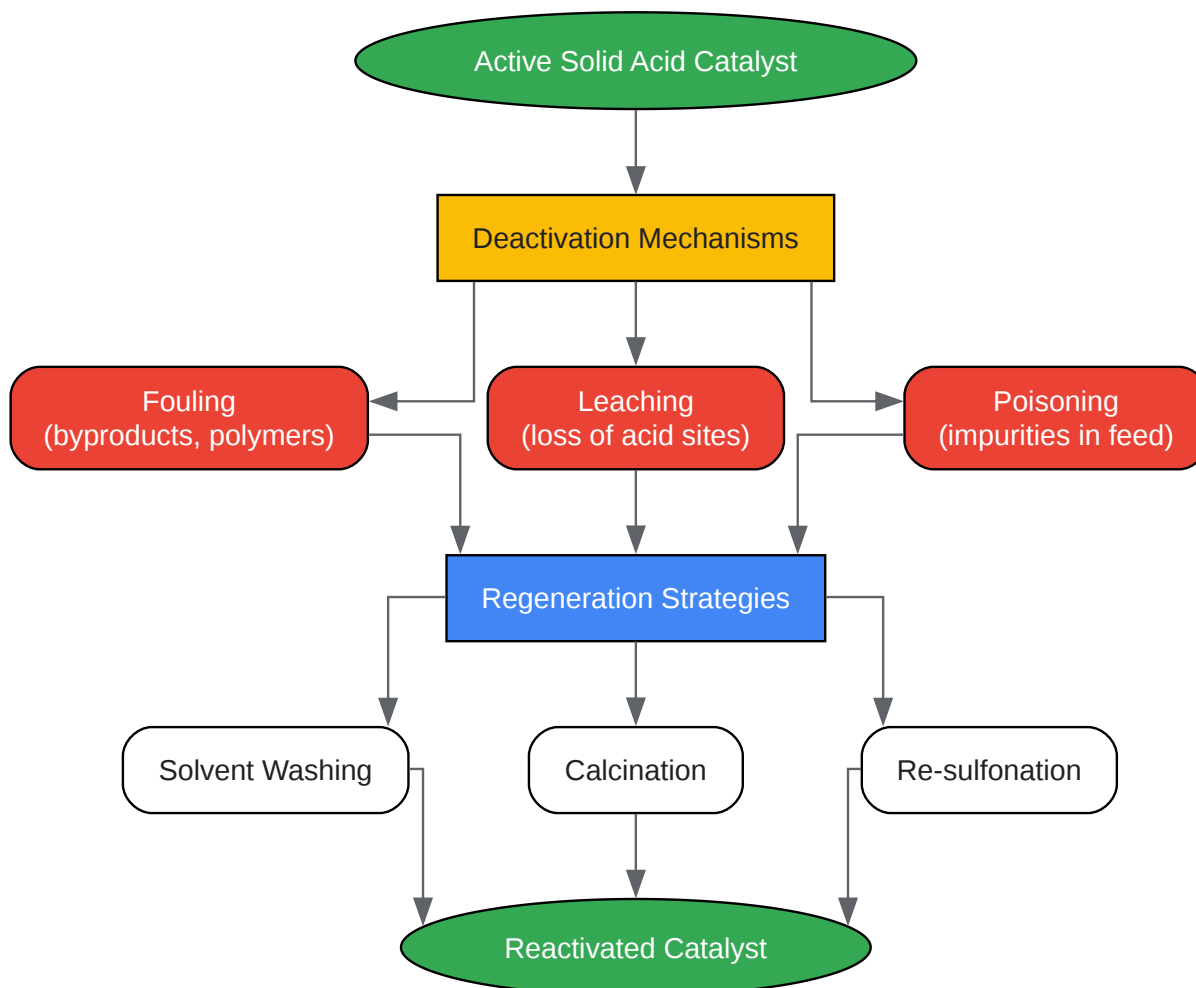 Active Solid Acid Catalyst
Deactivation Mechanisms
Fouling
(byproducts, polymers)
Leaching
(loss of acid sites)
Poisoning
(impurities in feed)
Regeneration Strategies
Solvent Washing
Calcination
Re-sulfonation
Reactivated Catalyst